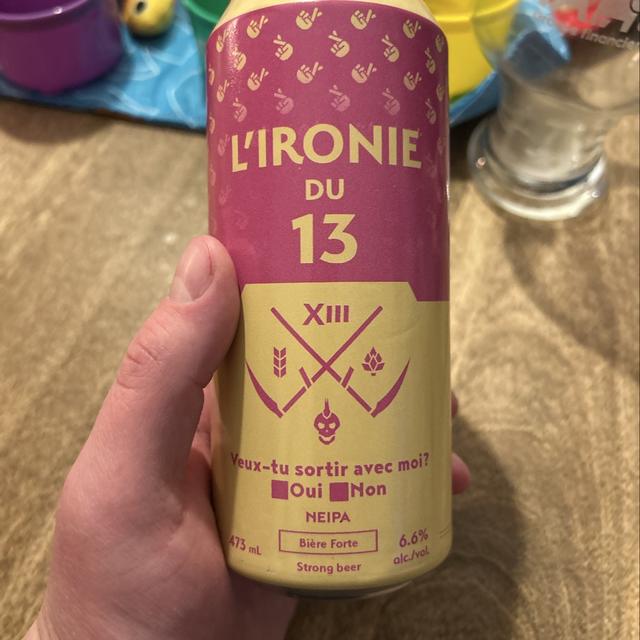 L'IRONIE
DU
13
XIII
Veux-tu sortir avec moi?
Oui Non
NEIPA
473 mL
Bière Forte
6.6%
alc./vol.
Strong beer